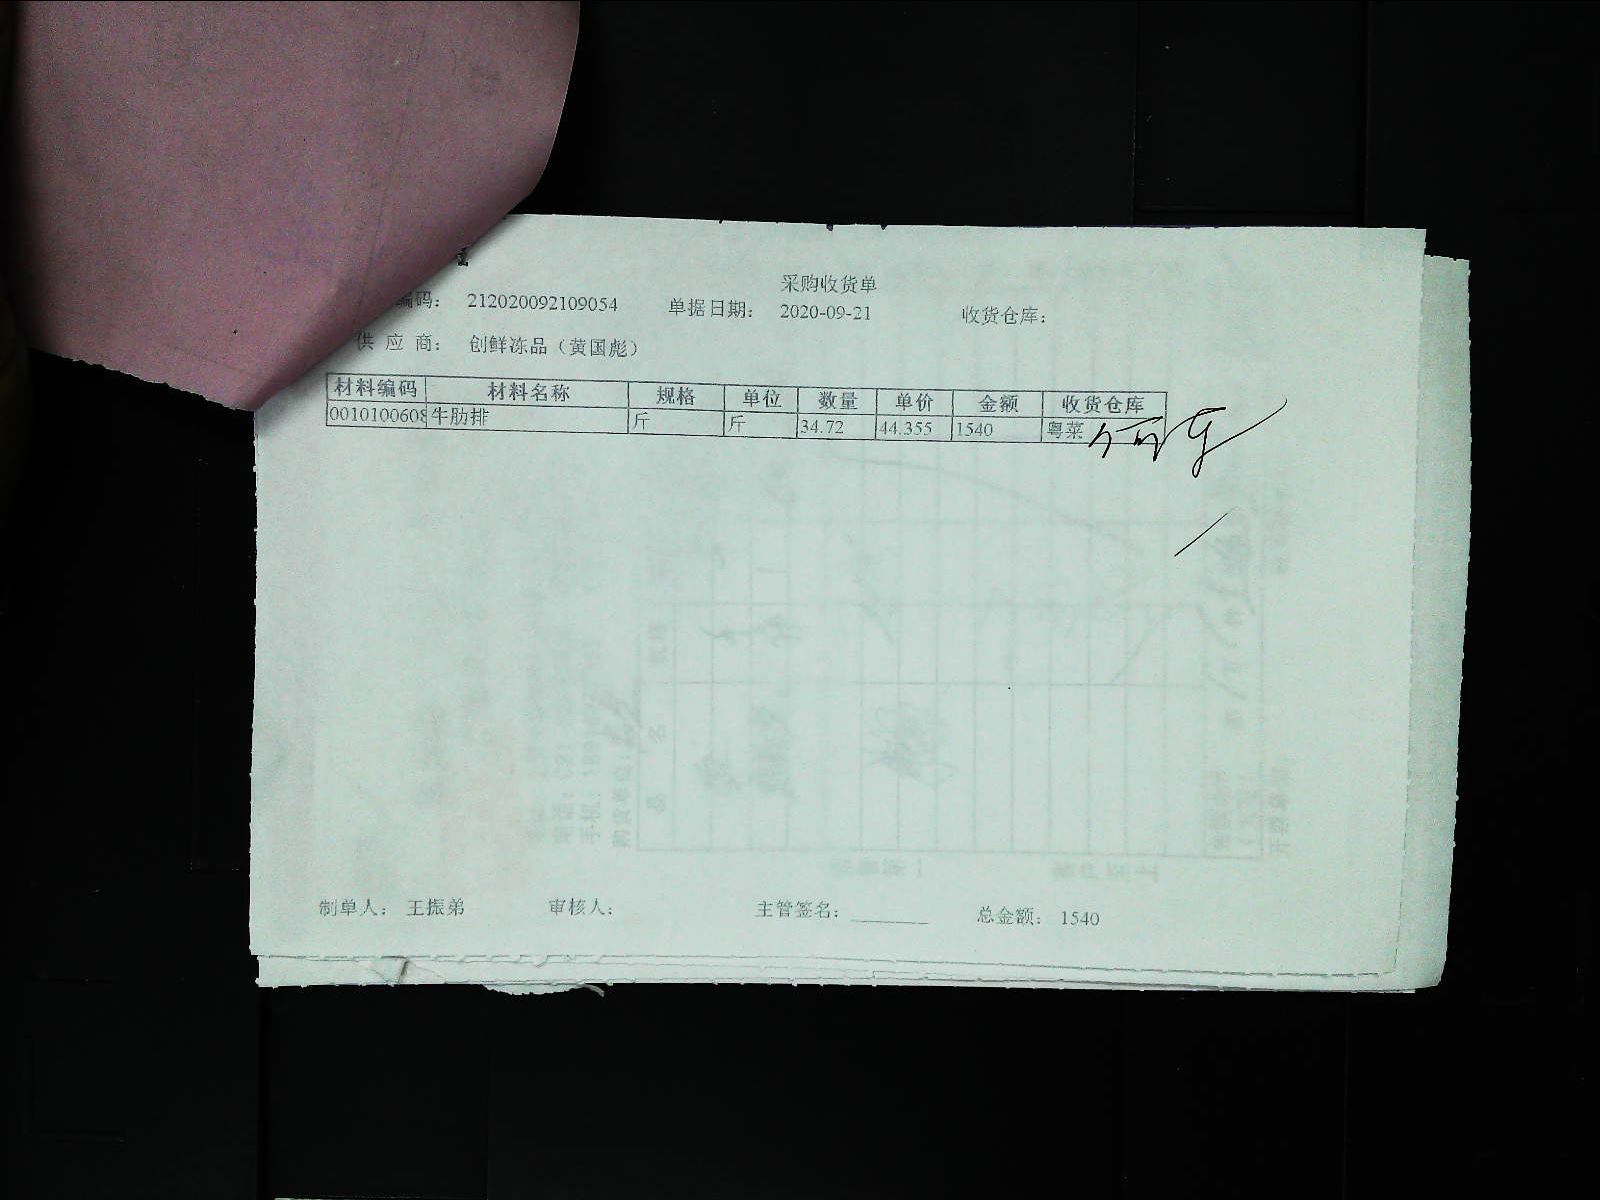 采购收货单
编码： 212020092109054 单据日期： 2020-09-21 收货仓库：
供 应 商： 创鲜冻品（黄国彪）
材料编码 材料名称 规格 单位 数量 单价 金额 收货仓库
0010100608 牛肋排 斤 斤 34.72 44.355 1540 粤菜
制单人： 王振弟 审核人： 主管签名： ________ 总金额： 1540